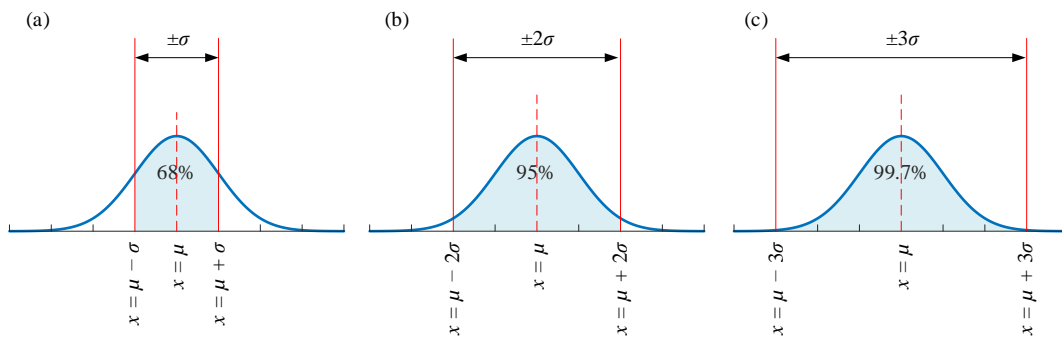 (a)
±σ
68%
x = μ − σ
x = μ
x = μ + σ
(b)
±2σ
95%
x = μ − 2σ
x = μ
x = μ + 2σ
(c)
±3σ
99.7%
x = μ − 3σ
x = μ
x = μ + 3σ